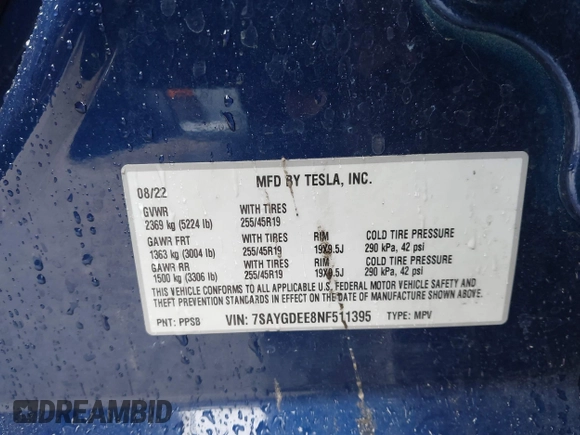 MFD BY TESLA, INC.
08/22
GVWR WITH TIRES
2369 kg (5224 lb) 255/45R19
GAWR FRT WITH TIRES RIM COLD TIRE PRESSURE
1363 kg (3004 lb) 255/45R19 19X9.5J 290 kPa, 42 psi
GAWR RR WITH TIRES RIM COLD TIRE PRESSURE
1500 kg (3306 lb) 255/45R19 19X9.5J 290 kPa, 42 psi
THIS VEHICLE CONFORMS TO ALL APPLICABLE U.S. FEDERAL MOTOR VEHICLE SAFETY AND
THEFT PREVENTION STANDARDS IN EFFECT ON THE DATE OF MANUFACTURE SHOWN ABOVE.
PNT: PPSB VIN: 7SAYGDEE8NF511395 TYPE: MPV
DREAMBID